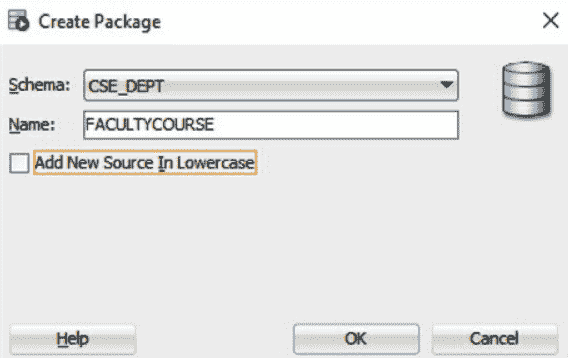 Create Package
Schema: CSE_DEPT
Name: FACULTYCOURSE
Add New Source In Lowercase
Help OK Cancel